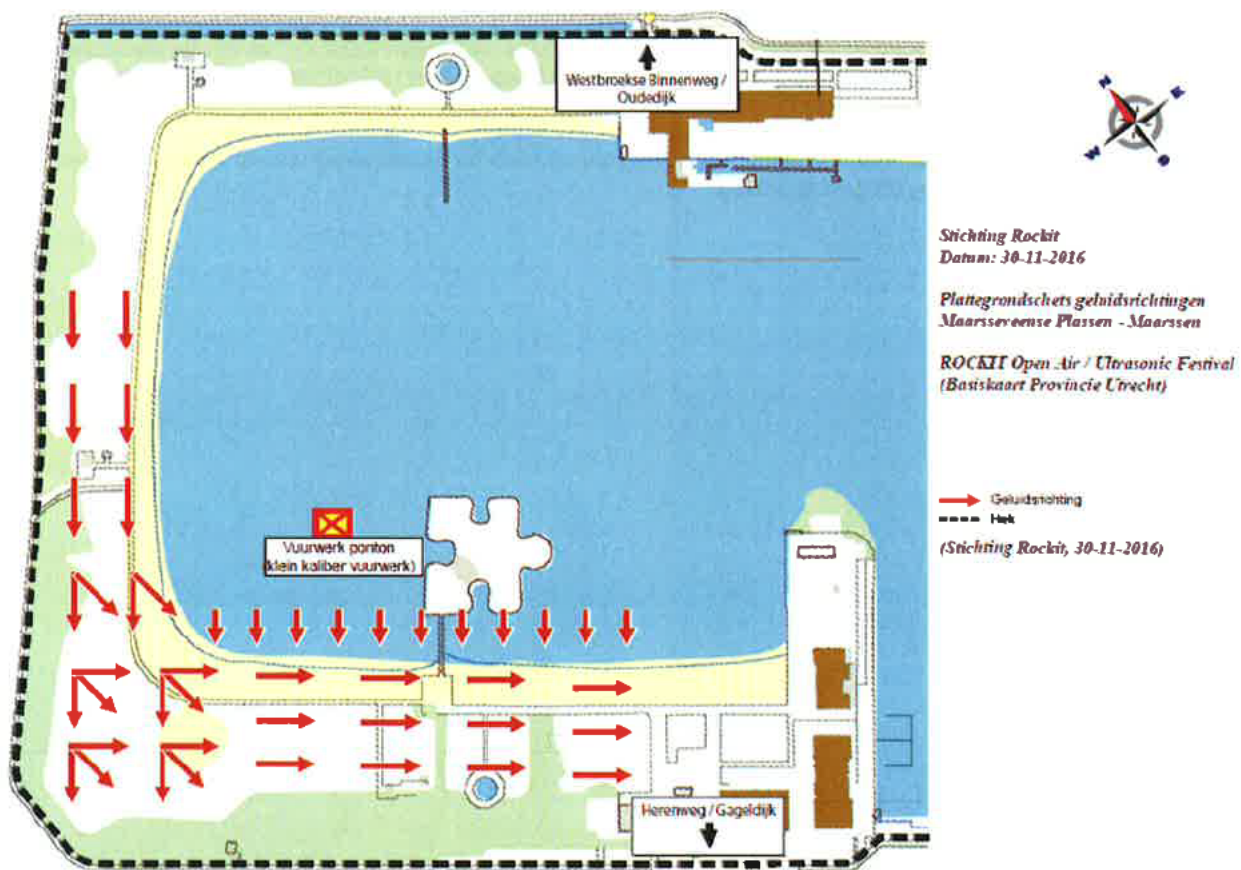 Westbroekse Binnenweg /
Oudedijk
Stichting Rockit
Datum: 30-11-2016
Plattegrondschets geluidsrichtingen
Maarsseveense Plassen - Maarssen
ROCKIT Open Air / Ultrasonic Festival
(Basiskaart Provincie Utrecht)
Geluidsrichting
Hek
(Stichting Rockit, 30-11-2016)
Vuurwerk ponton
(klein kaliber vuurwerk)
Herenweg / Gageldijk